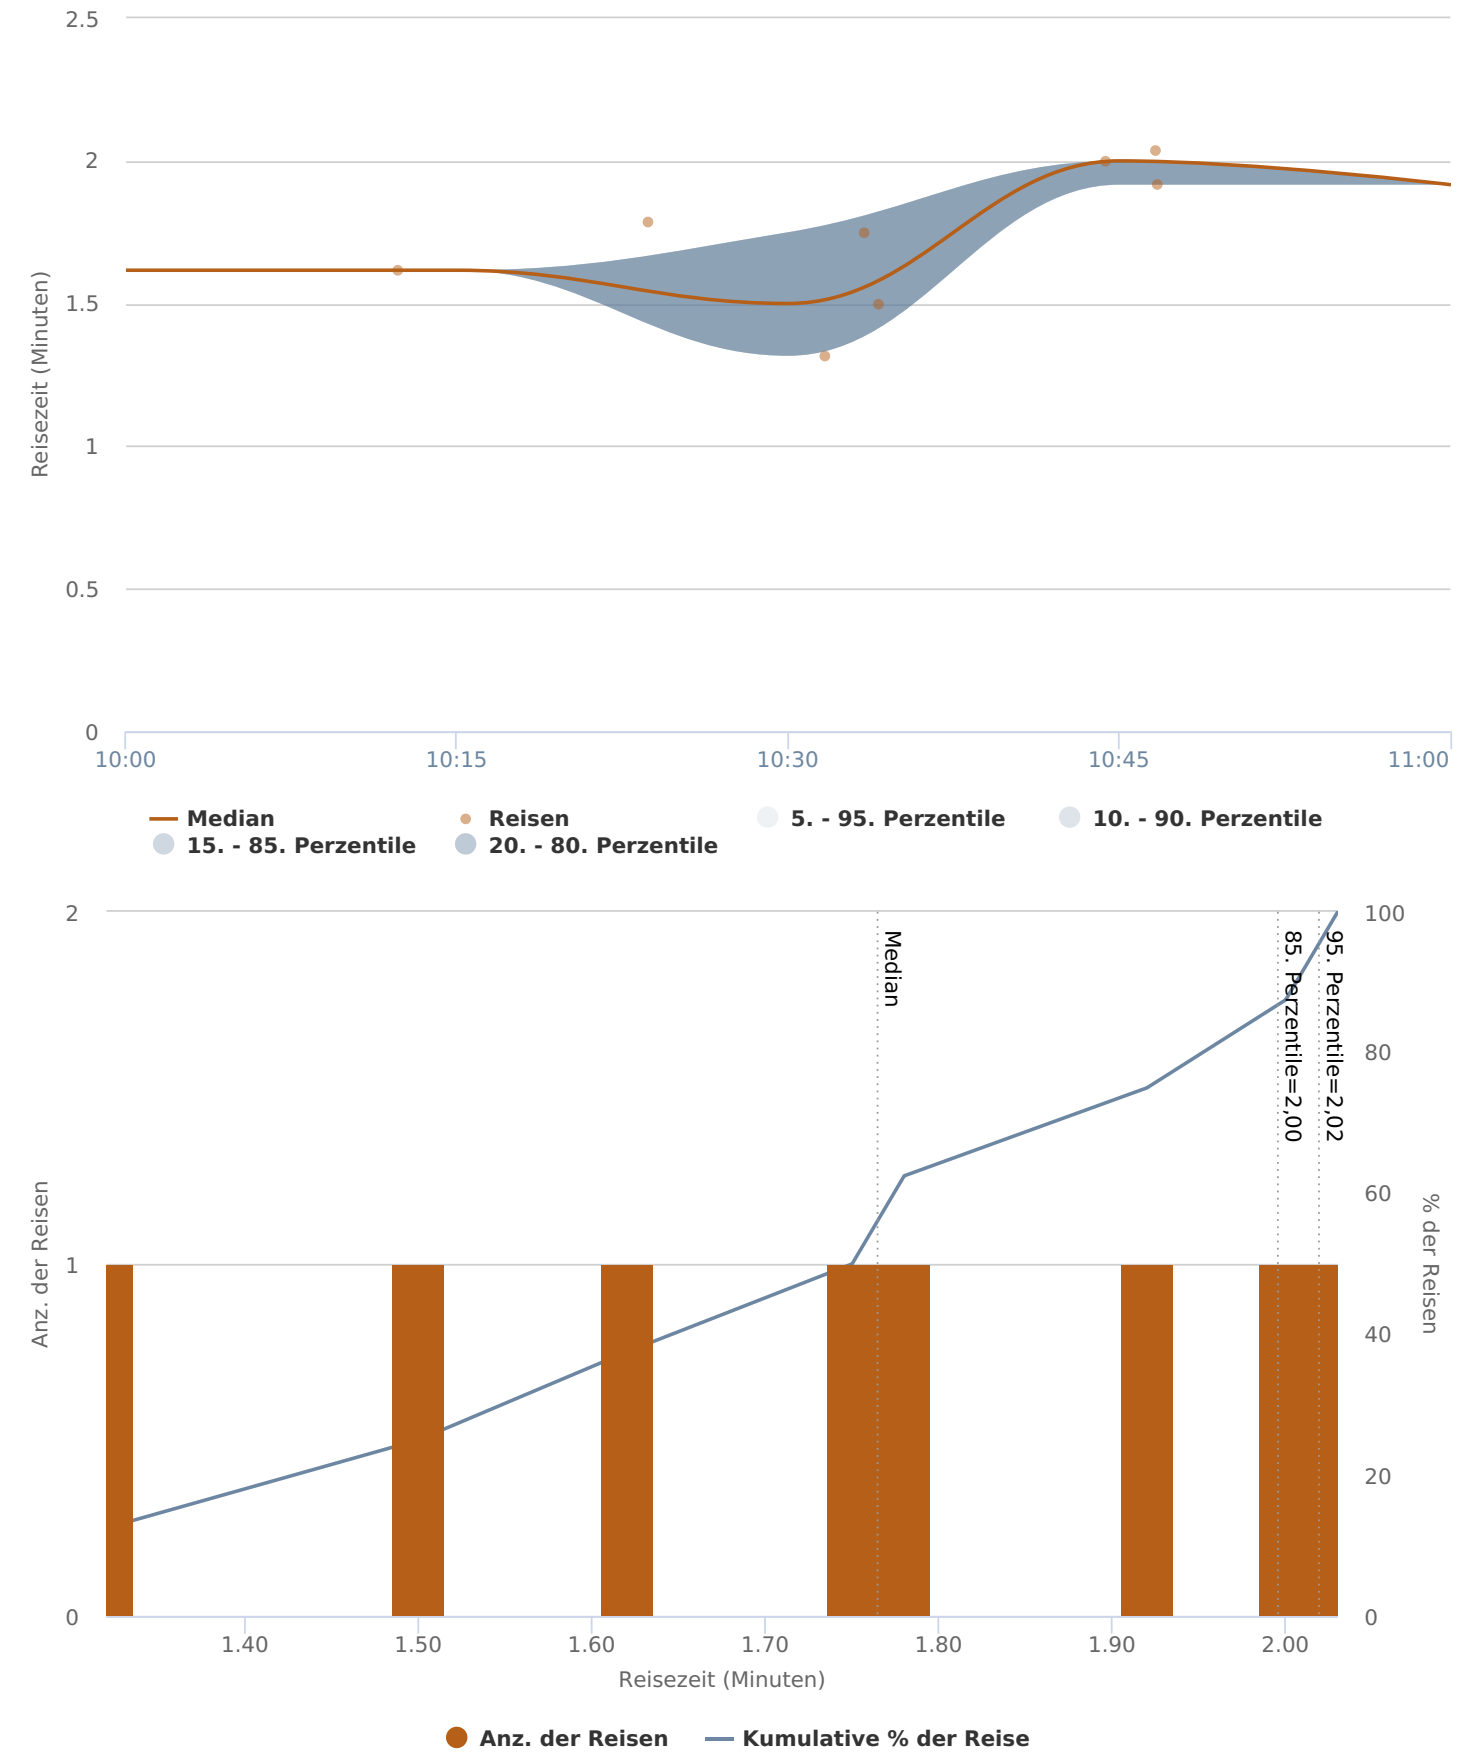 2.5
2
1.5
1
0.5
0
Reisezeit (Minuten)
10:00 10:15 10:30 10:45 11:00
Median Reisen 5. - 95. Perzentile 10. - 90. Perzentile
15. - 85. Perzentile 20. - 80. Perzentile
2
1
0
Anz. der Reisen
Median
85. Perzentile=2,00
95. Perzentile=2,02
100
80
60
40
20
0
% der Reisen
1.40 1.50 1.60 1.70 1.80 1.90 2.00
Reisezeit (Minuten)
Anz. der Reisen Kumulative % der Reise